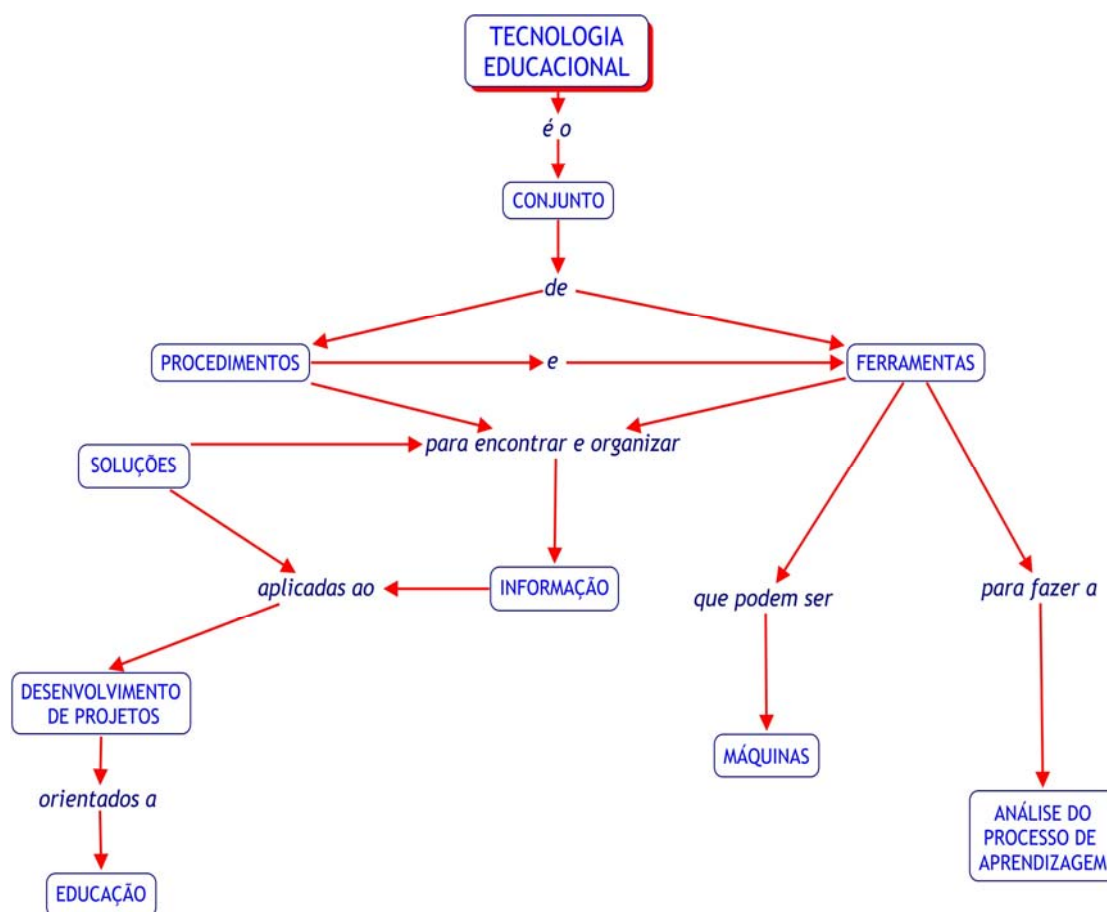 TECNOLOGIA
EDUCACIONAL
é o
CONJUNTO
de
PROCEDIMENTOS
e
FERRAMENTAS
para encontrar e organizar
SOLUÇÕES
aplicadas ao
INFORMAÇÃO
que podem ser
para fazer a
DESENVOLVIMENTO
DE PROJETOS
MÁQUINAS
orientados a
ANÁLISE DO
PROCESSO DE
APRENDIZAGEM
EDUCAÇÃO